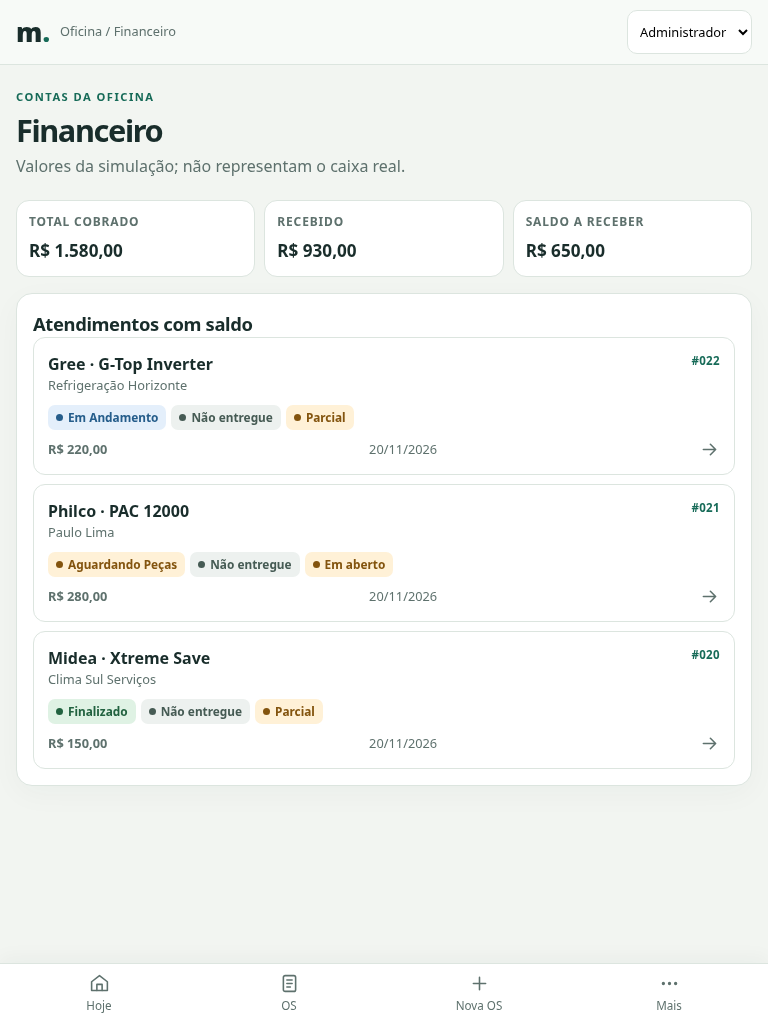 m. Oficina / Financeiro Administrador
CONTAS DA OFICINA
Financeiro
Valores da simulação; não representam o caixa real.
TOTAL COBRADO
R$ 1.580,00
RECEBIDO
R$ 930,00
SALDO A RECEBER
R$ 650,00
Atendimentos com saldo
Gree · G-Top Inverter #022
Refrigeração Horizonte
Em Andamento Não entregue Parcial
R$ 220,00 20/11/2026
Philco · PAC 12000 #021
Paulo Lima
Aguardando Peças Não entregue Em aberto
R$ 280,00 20/11/2026
Midea · Xtreme Save #020
Clima Sul Serviços
Finalizado Não entregue Parcial
R$ 150,00 20/11/2026
Hoje OS Nova OS Mais